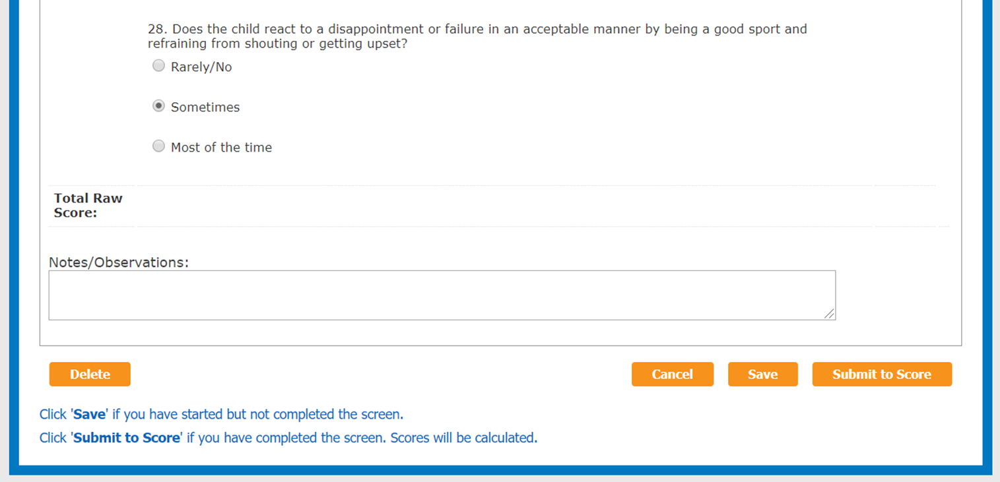 28. Does the child react to a disappointment or failure in an acceptable manner by being a good sport and
refraining from shouting or getting upset?
Rarely/No
Sometimes
Most of the time
Total Raw
Score:
Notes/Observations:
Delete
Cancel
Save
Submit to Score
Click 'Save' if you have started but not completed the screen.
Click 'Submit to Score' if you have completed the screen. Scores will be calculated.